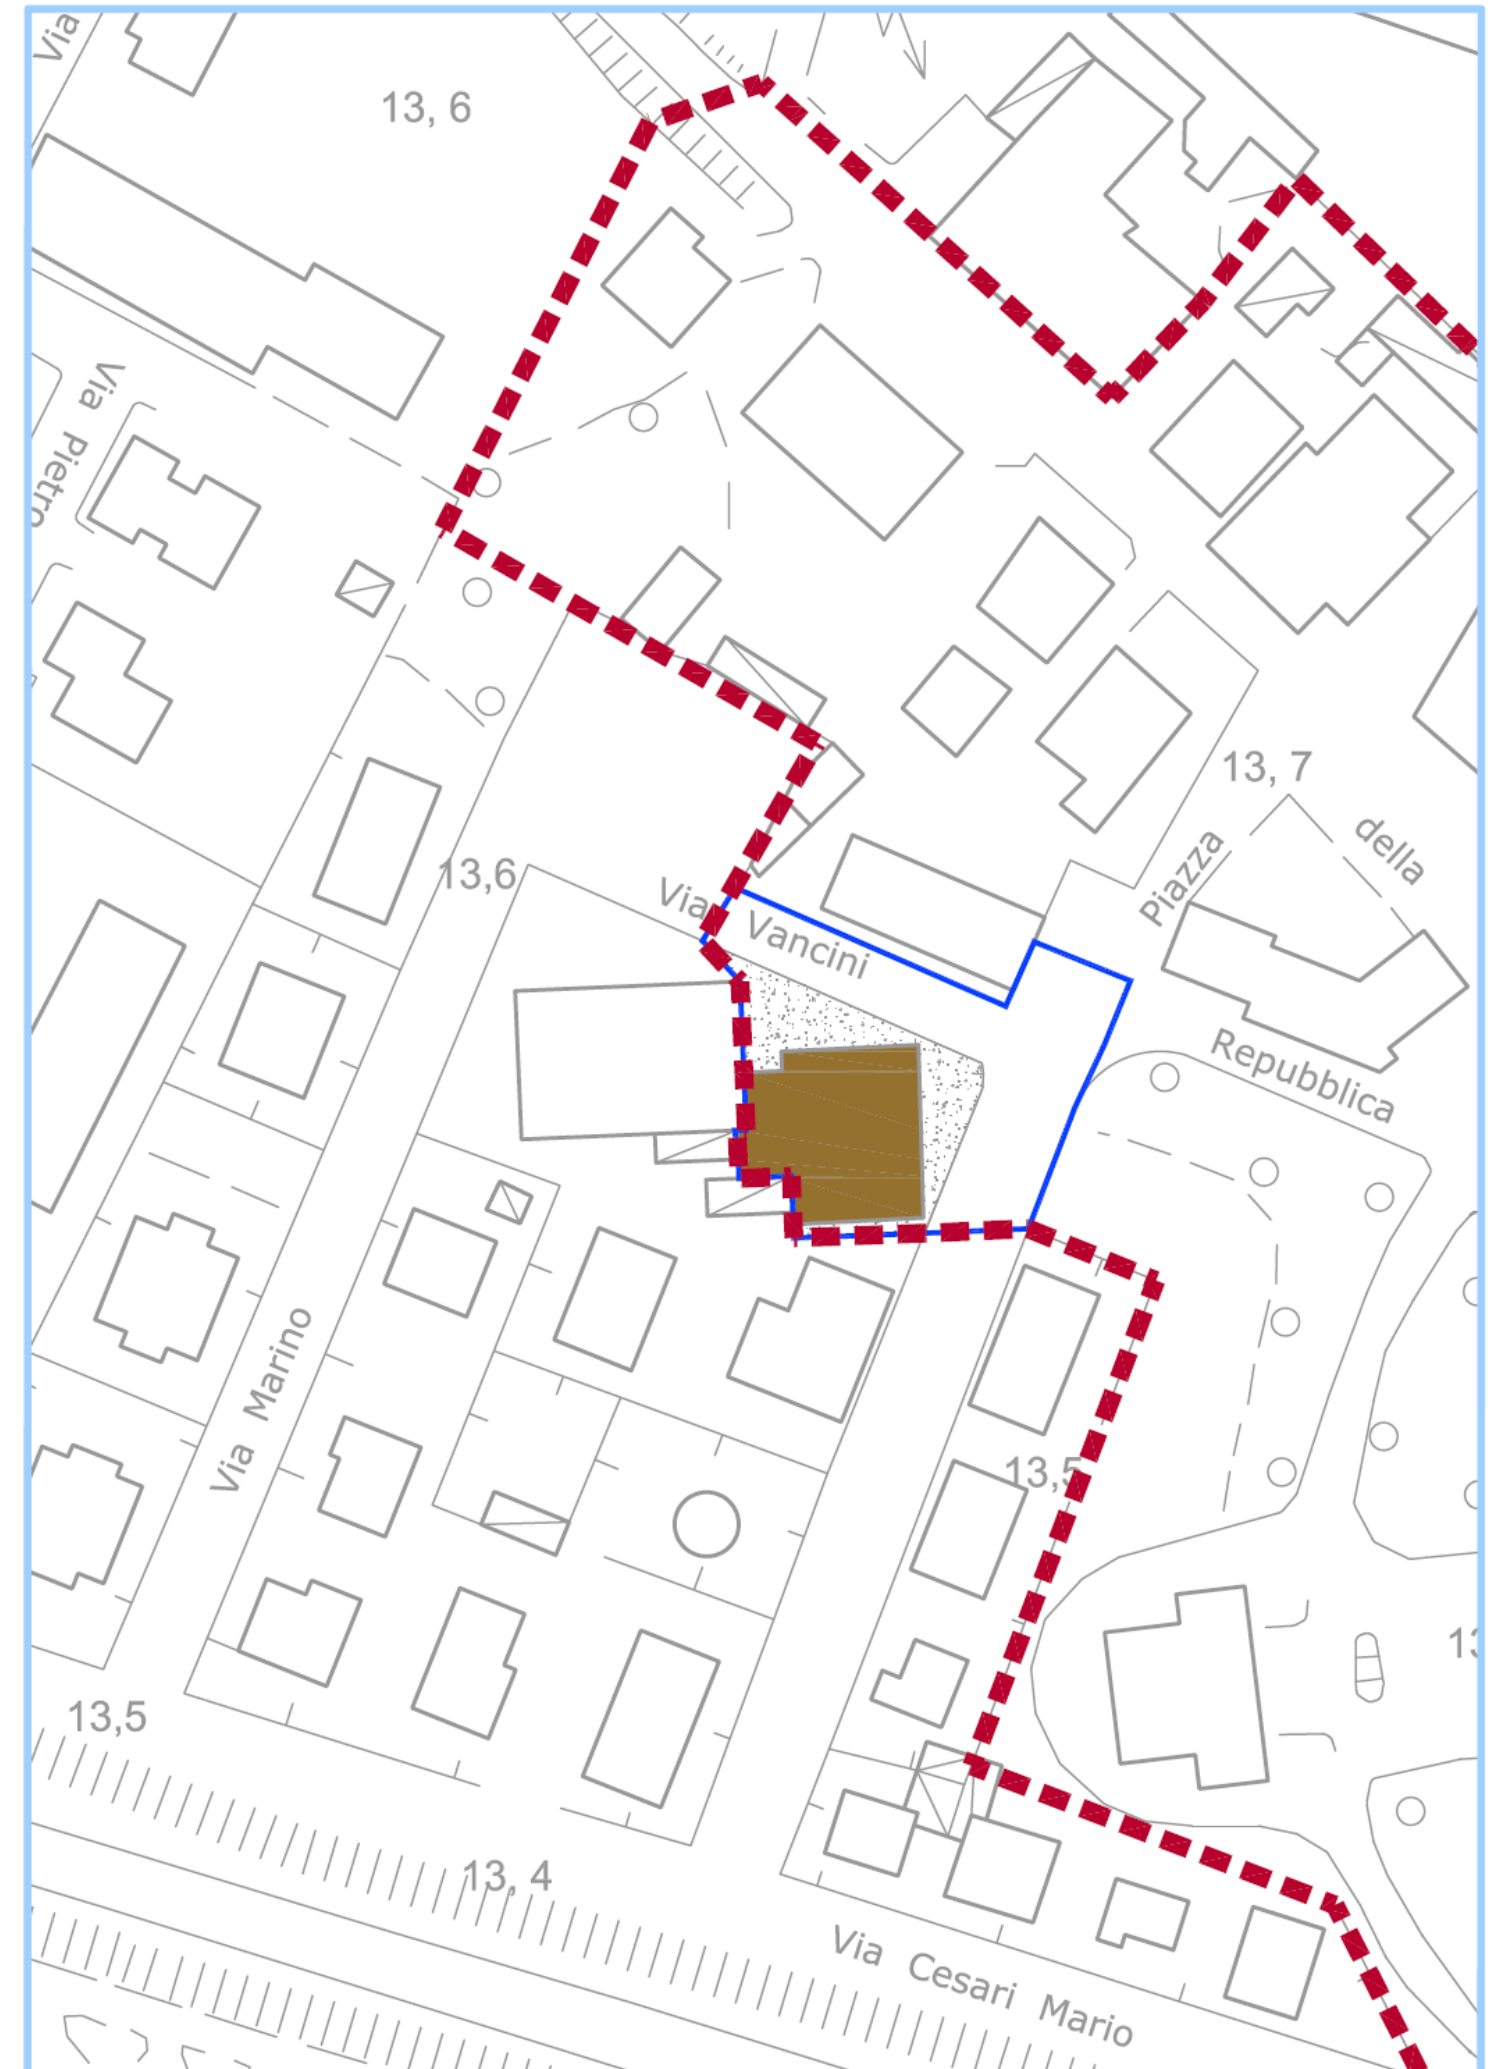 Via
13, 6
Via Pietro
13, 7
della
Piazza
13,6
Via Vancini
Repubblica
Via Marino
13,5
13,5
13, 4
Via Cesari Mario